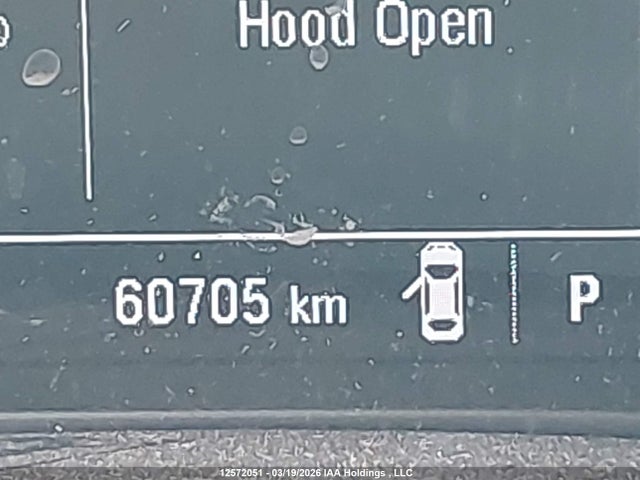 Hood Open
60705 km
P
12572051 - 03/19/2026 IAA Holdings , LLC